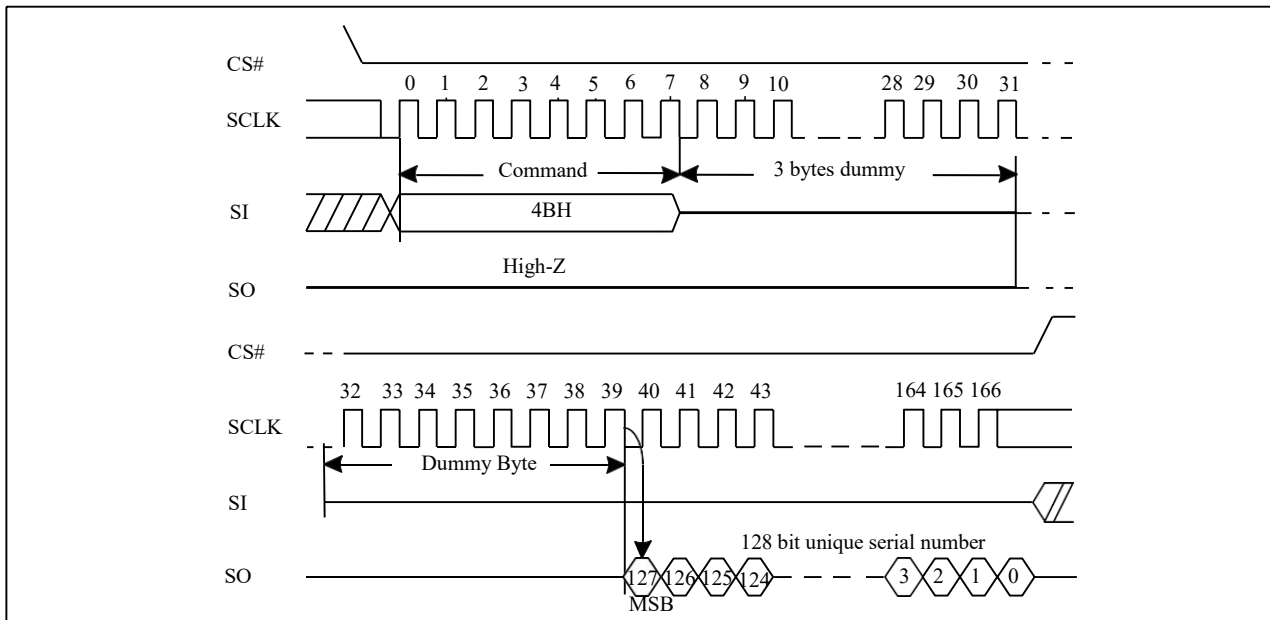 CS#
0 1 2 3 4 5 6 7 8 9 10 28 29 30 31
SCLK
Command 3 bytes dummy
SI 4BH
High-Z
SO
CS#
32 33 34 35 36 37 38 39 40 41 42 43 164 165 166
SCLK
Dummy Byte
SI
128 bit unique serial number
SO 127 126 125 124 3 2 1 0
MSB